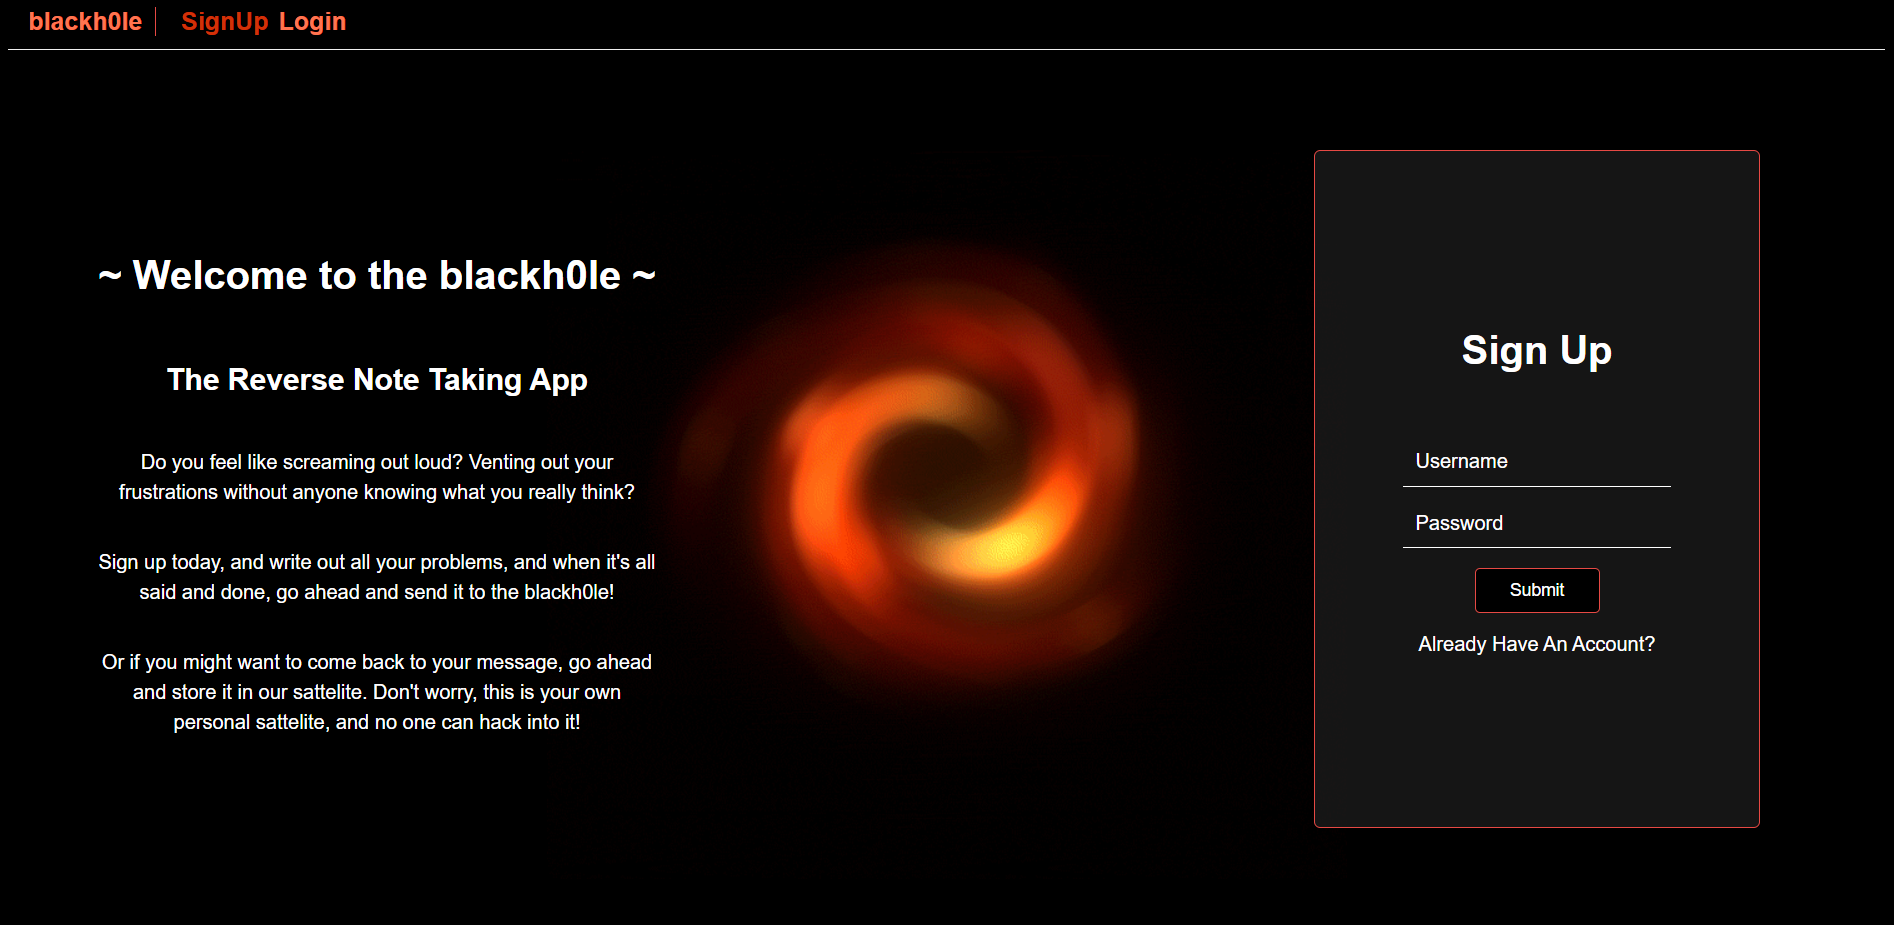 blackh0le SignUp Login
~ Welcome to the blackh0le ~
The Reverse Note Taking App
Do you feel like screaming out loud? Venting out your
frustrations without anyone knowing what you really think?
Sign up today, and write out all your problems, and when it's all
said and done, go ahead and send it to the blackh0le!
Or if you might want to come back to your message, go ahead
and store it in our sattelite. Don't worry, this is your own
personal sattelite, and no one can hack into it!
Sign Up
Username
Password
Submit
Already Have An Account?